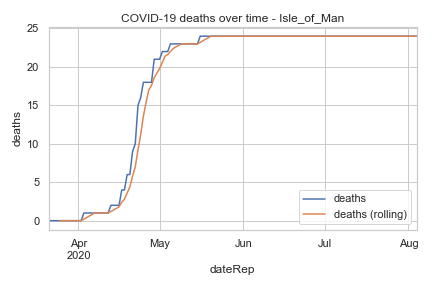 COVID-19 deaths over time - Isle_of_Man
25
20
15
10
5
0
deaths
deaths
deaths (rolling)
Apr
2020
May
Jun
Jul
Aug
dateRep